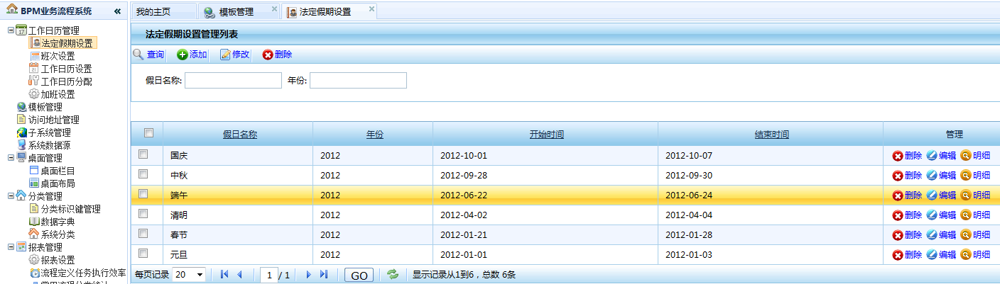 BPM业务流程系统 «
工作日历管理
法定假期设置
班次设置
工作日历设置
工作日历分配
加班设置
模板管理
访问地址管理
子系统管理
系统数据源
桌面管理
桌面栏目
桌面布局
分类管理
分类标识键管理
数据字典
系统分类
报表管理
报表设置
流程定义任务执行效率
我的主页 模板管理 法定假期设置
法定假期设置管理列表
查询 添加 修改 删除
假日名称: 年份:
假日名称 年份 开始时间 结束时间 管理
国庆 2012 2012-10-01 2012-10-07 删除 编辑 明细
中秋 2012 2012-09-28 2012-09-30 删除 编辑 明细
端午 2012 2012-06-22 2012-06-24 删除 编辑 明细
清明 2012 2012-04-02 2012-04-04 删除 编辑 明细
春节 2012 2012-01-21 2012-01-28 删除 编辑 明细
元旦 2012 2012-01-01 2012-01-03 删除 编辑 明细
每页记录 20 1 / 1 GO 显示记录从1到6，总数 6条